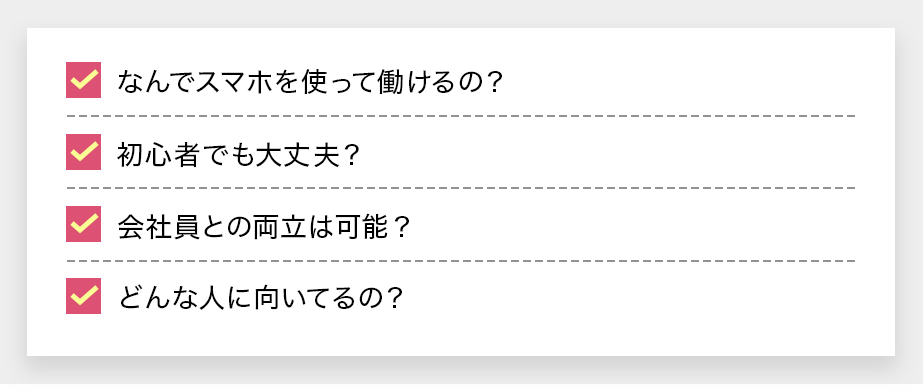 なんでスマホを使って働けるの？
初心者でも大丈夫？
会社員との両立は可能？
どんな人に向いてるの？